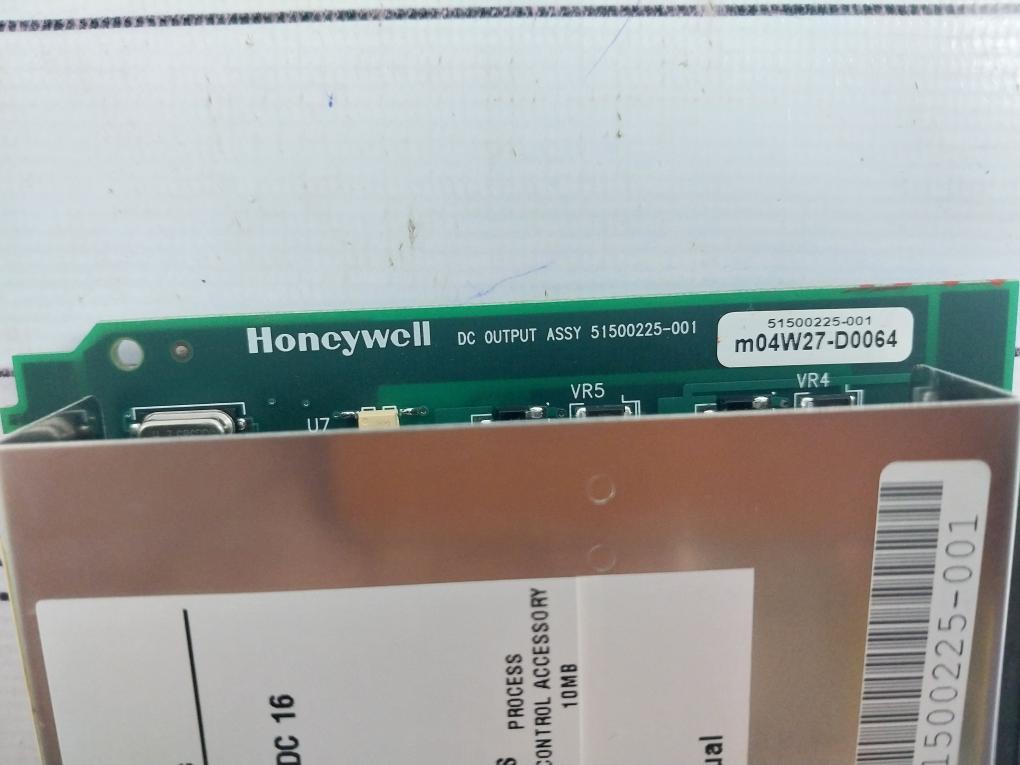 Honeywell DC OUTPUT ASSY 51500225-001
51500225-001
m04W27-D0064
VR5
VR4
U7
DC 16
PROCESS
CONTROL ACCESSORY
10MB
1500225-001